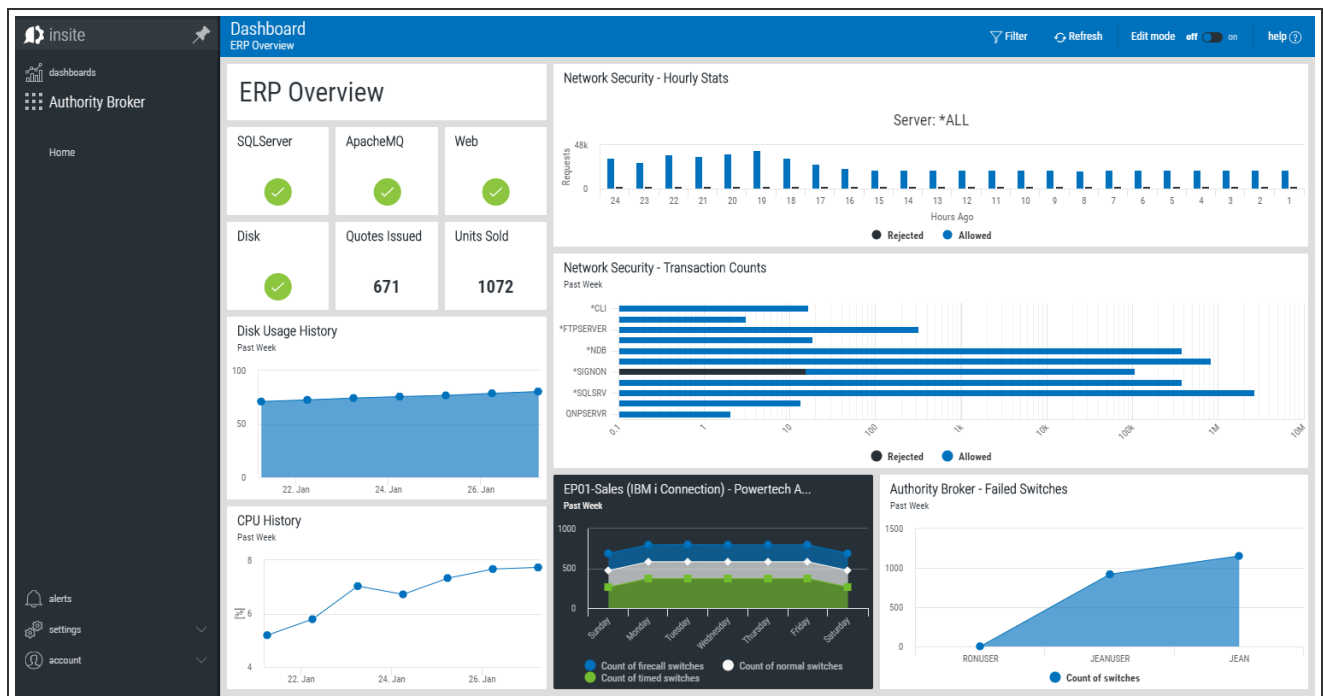 insite
dashboards
Authority Broker
Home
alerts
settings
account
Dashboard
ERP Overview
Filter
Refresh
Edit mode off on
help ?
ERP Overview
SQLServer
ApacheMQ
Web
Disk
Quotes Issued
671
Units Sold
1072
Disk Usage History
Past Week
100
50
0
22. Jan 24. Jan 26. Jan
CPU History
Past Week
8
6
4
22. Jan 24. Jan 26. Jan
Network Security - Hourly Stats
Server: *ALL
Requests
48k
0
24 23 22 21 20 19 18 17 16 15 14 13 12 11 10 9 8 7 6 5 4 3 2 1
Hours Ago
Rejected Allowed
Network Security - Transaction Counts
Past Week
*CLI
*FTPSERVER
*NDB
*SIGNON
*SQLSRV
QNPSERVR
0.1 1 10 100 1k 10k 100k 1M 10M
Rejected Allowed
EP01-Sales (IBM i Connection) - Powertech A...
Past Week
1000
500
0
Sunday Monday Tuesday Wednesday Thursday Friday Saturday
Count of firecall switches Count of normal switches
Count of timed switches
Authority Broker - Failed Switches
Past Week
1500
1000
500
0
RONUSER JEANUSER JEAN
Count of switches